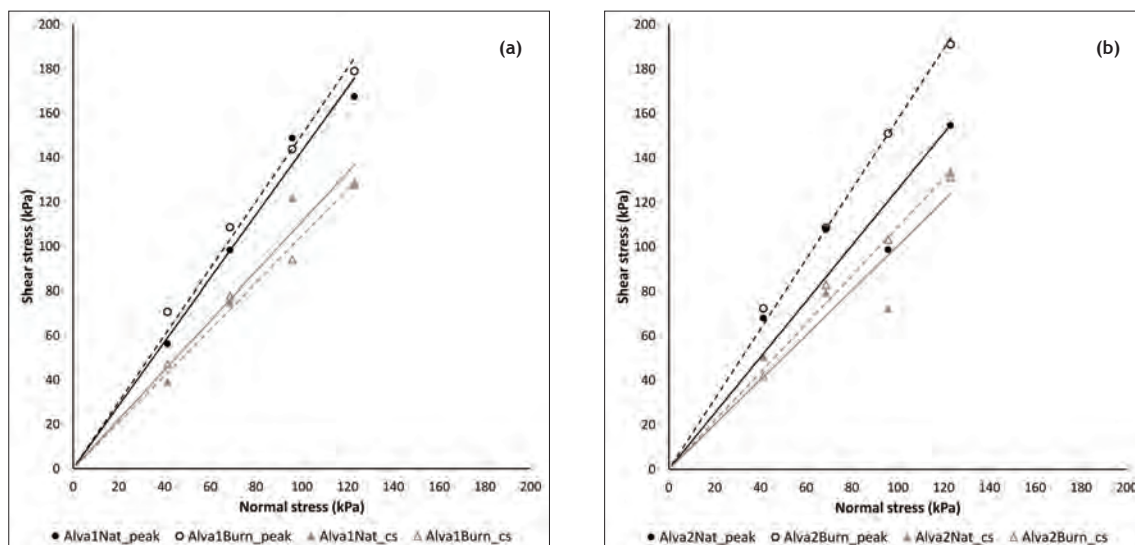 (a)
Shear stress (kPa)
200
180
160
140
120
100
80
60
40
20
0
0 20 40 60 80 100 120 140 160 180 200
Normal stress (kPa)
Alva1Nat_peak Alva1Burn_peak Alva1Nat_cs Alva1Burn_cs
(b)
Shear stress (kPa)
200
180
160
140
120
100
80
60
40
20
0
0 20 40 60 80 100 120 140 160 180 200
Normal stress (kPa)
Alva2Nat_peak Alva2Burn_peak Alva2Nat_cs Alva2Burn_cs